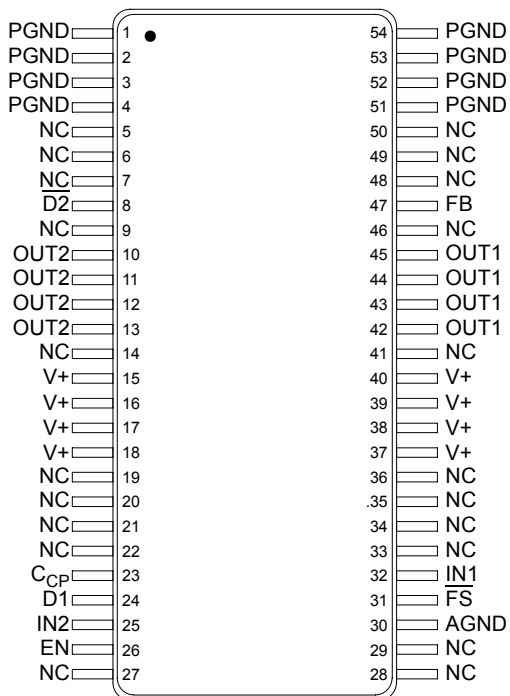 PGND 1 54 PGND
PGND 2 53 PGND
PGND 3 52 PGND
PGND 4 51 PGND
NC 5 50 NC
NC 6 49 NC
NC 7 48 NC
D2 8 47 FB
NC 9 46 NC
OUT2 10 45 OUT1
OUT2 11 44 OUT1
OUT2 12 43 OUT1
OUT2 13 42 OUT1
NC 14 41 NC
V+ 15 40 V+
V+ 16 39 V+
V+ 17 38 V+
V+ 18 37 V+
NC 19 36 NC
NC 20 .35 NC
NC 21 34 NC
NC 22 33 NC
CCP 23 32 IN1
D1 24 31 FS
IN2 25 30 AGND
EN 26 29 NC
NC 27 28 NC